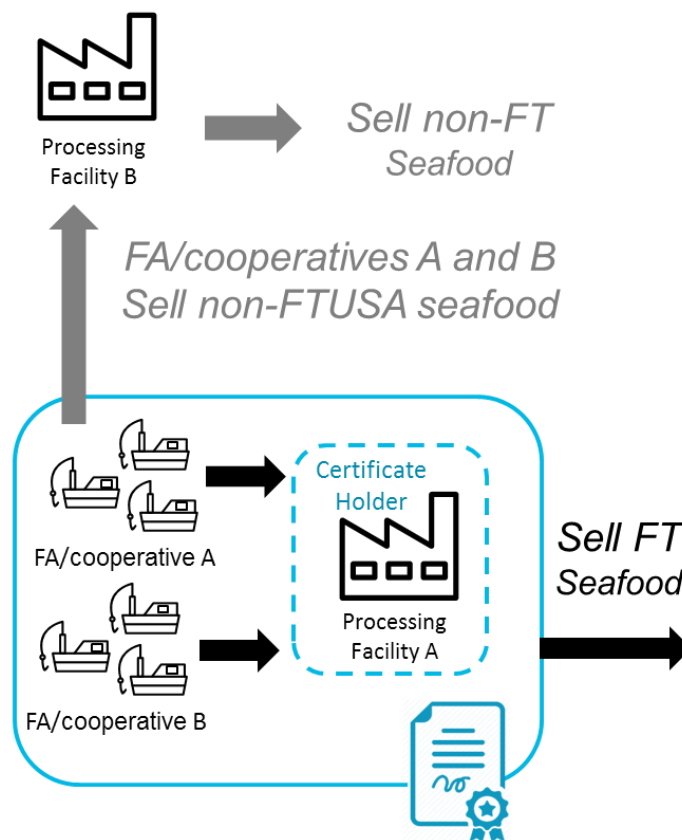 Processing
Facility B
Sell non-FT
Seafood
FA/cooperatives A and B
Sell non-FTUSA seafood
Certificate
Holder
Processing
Facility A
FA/cooperative A
FA/cooperative B
Sell FT
Seafood